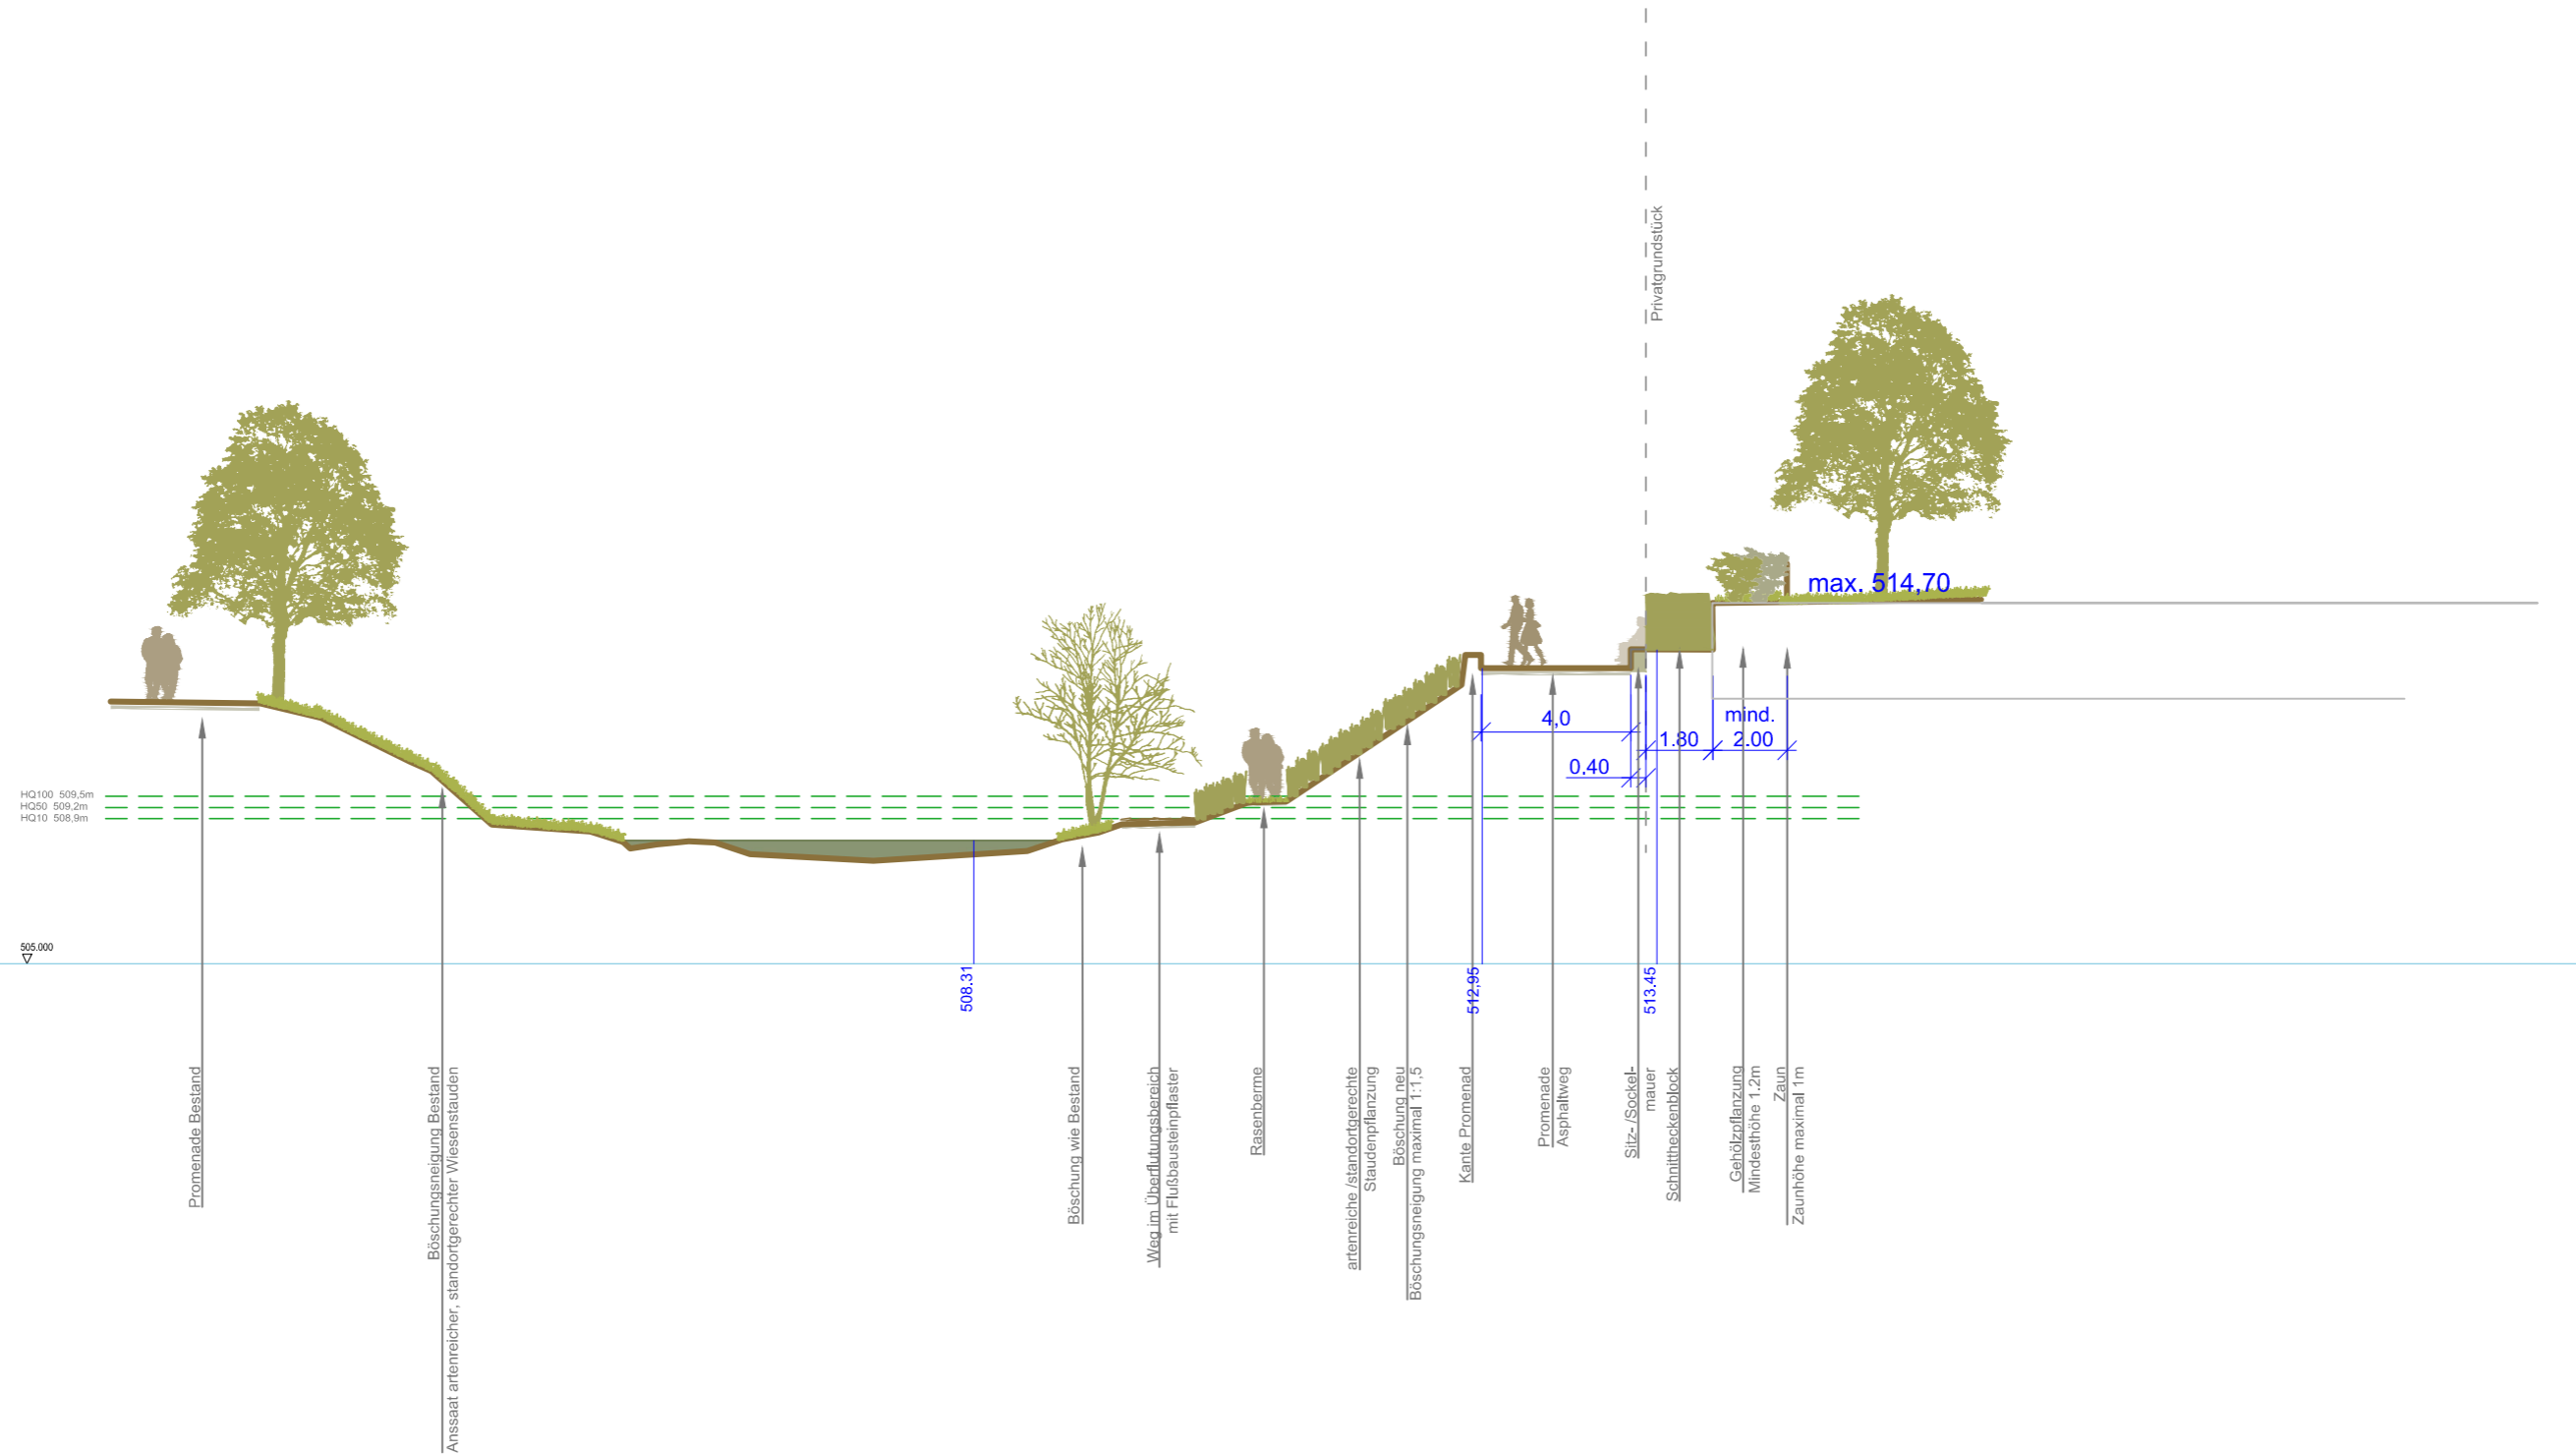 Privatgrundstück
max. 514,70
4,0
mind.
1.80
2.00
0.40
HQ100 509,5m
HQ50 509,2m
HQ10 508,9m
505.000
508.31
512,95
513.45
Promenade Bestand
Böschungsneigung Bestand
Anssaat artenreicher, standortgerechter Wiesenstauden
Böschung wie Bestand
Weg im Überflutungsbereich
mit Flußbausteinpflaster
Rasenberme
artenreiche /standortgerechte
Staudenpflanzung
Böschung neu
Böschungsneigung maximal 1:1,5
Kante Promenad
Promenade
Asphaltweg
Sitz- /Sockel-
mauer
Schnittheckenblock
Gehölzpflanzung
Mindesthöhe 1.2m
Zaun
Zaunhöhe maximal 1m